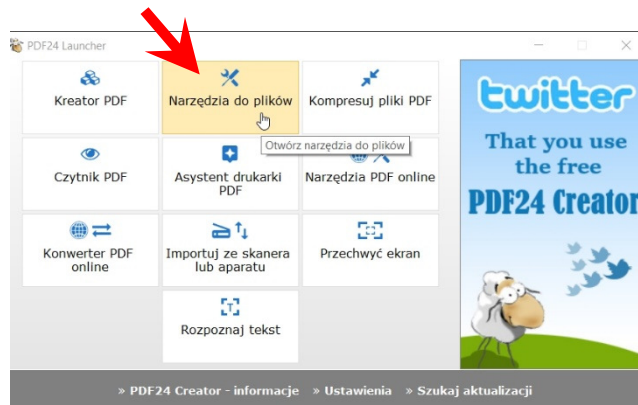 PDF24 Launcher
Kreator PDF
Narzędzia do plików
Kompresuj pliki PDF
Otwórz narzędzia do plików
Czytnik PDF
Asystent drukarki
PDF
Narzędzia PDF online
Konwerter PDF
online
Importuj ze skanera
lub aparatu
Przechwyć ekran
Rozpoznaj tekst
twitter
That you use
the free
PDF24 Creator
» PDF24 Creator - informacje » Ustawienia » Szukaj aktualizacji